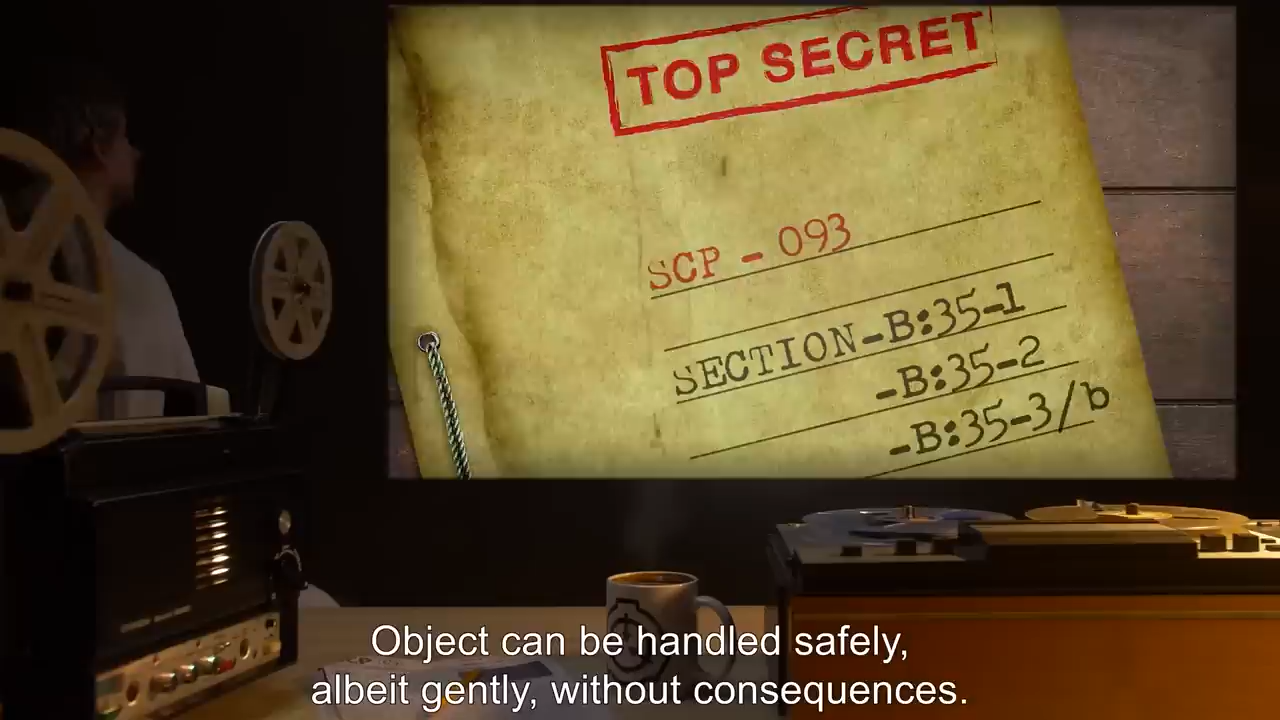 TOP SECRET
SCP - 093
SECTION-B:35-1
-B:35-2
-B:35-3/b
Object can be handled safely,
albeit gently, without consequences.